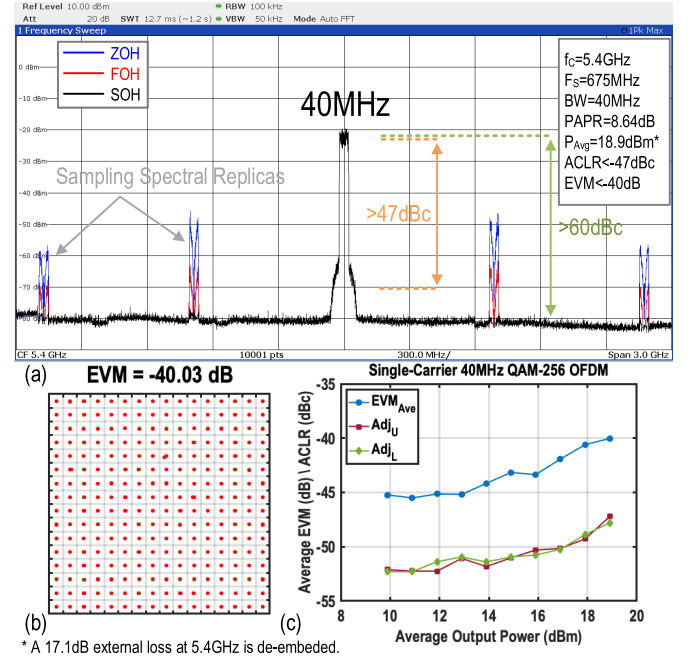 Ref Level 10.00 dBm RBW 100 kHz
Att 20 dB SWT 12.7 ms (~1.2 s) VBW 50 kHz Mode Auto FFT
1 Frequency Sweep 1Pk Max
ZOH
FOH
SOH
0 dBm
-10 dBm
-20 dBm
-30 dBm
-40 dBm
-50 dBm
-60 dBm
-70 dBm
40MHz
f_C=5.4GHz
F_S=675MHz
BW=40MHz
PAPR=8.64dB
P_Avg=18.9dBm*
ACLR<-47dBc
EVM<-40dB
Sampling Spectral Replicas
>47dBc
>60dBc
CF 5.4 GHz 10001 pts 300.0 MHz/ Span 3.0 GHz
(a)
EVM = -40.03 dB
(b)
Single-Carrier 40MHz QAM-256 OFDM
EVM_Ave
Adj_U
Adj_L
Average EVM (dB) \ ACLR (dBc)
-35
-40
-45
-50
-55
8 10 12 14 16 18 20
Average Output Power (dBm)
(c)
* A 17.1dB external loss at 5.4GHz is de-embeded.